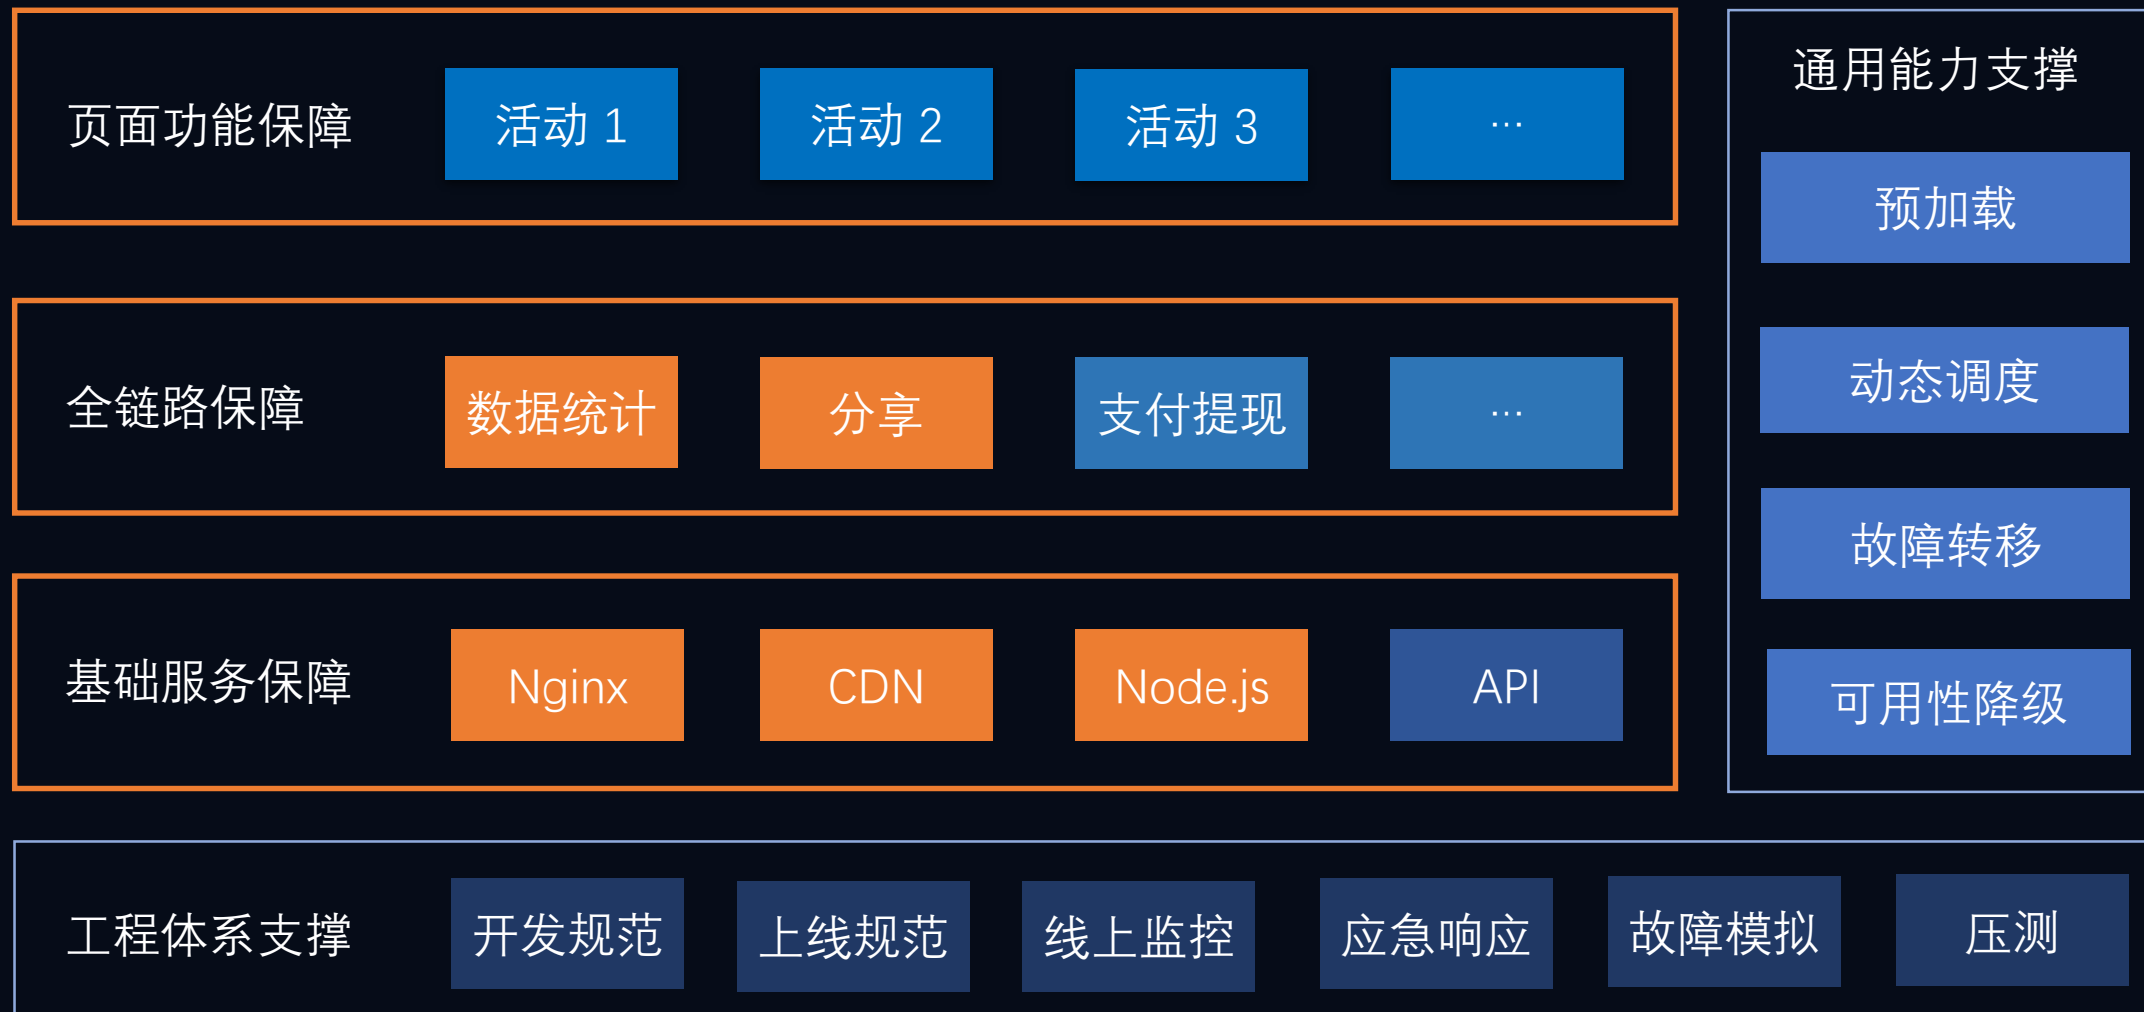 页面功能保障
活动 1
活动 2
活动 3
...
全链路保障
数据统计
分享
支付提现
...
基础服务保障
Nginx
CDN
Node.js
API
通用能力支撑
预加载
动态调度
故障转移
可用性降级
工程体系支撑
开发规范
上线规范
线上监控
应急响应
故障模拟
压测